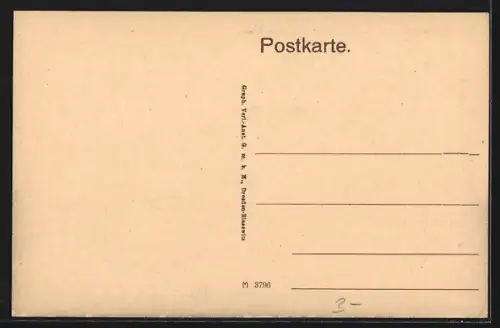 Postkarte.
Graph. Verl.-Anst. G. m. b. H., Dresden-Blasewitz
M 3796
3–